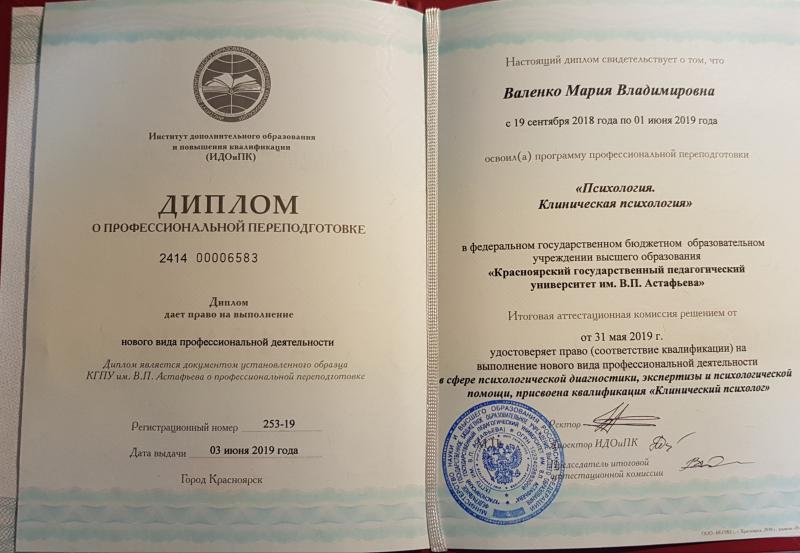 Институт дополнительного образования
и повышения квалификации
(ИДОиПК)
ДИПЛОМ
О ПРОФЕССИОНАЛЬНОЙ ПЕРЕПОДГОТОВКЕ
2414 00006583
Диплом
дает право на выполнение
нового вида профессиональной деятельности
Диплом является документом установленного образца
КГПУ им. В.П. Астафьева о профессиональной переподготовке
Регистрационный номер 253-19
Дата выдачи 03 июня 2019 года
Город Красноярск
Настоящий диплом свидетельствует о том, что
Валенко Мария Владимировна
с 19 сентября 2018 года по 01 июня 2019 года
освоил(а) программу профессиональной переподготовки
«Психология.
Клиническая психология»
в федеральном государственном бюджетном образовательном
учреждении высшего образования
«Красноярский государственный педагогический
университет им. В.П. Астафьева»
Итоговая аттестационная комиссия решением от
от 31 мая 2019 г.
удостоверяет право (соответствие квалификации) на
выполнение нового вида профессиональной деятельности
в сфере психологической диагностики, экспертизы и психологической
помощи, присвоена квалификация «Клинический психолог»
Ректор
Директор ИДОиПК
Председатель итоговой
аттестационной комиссии